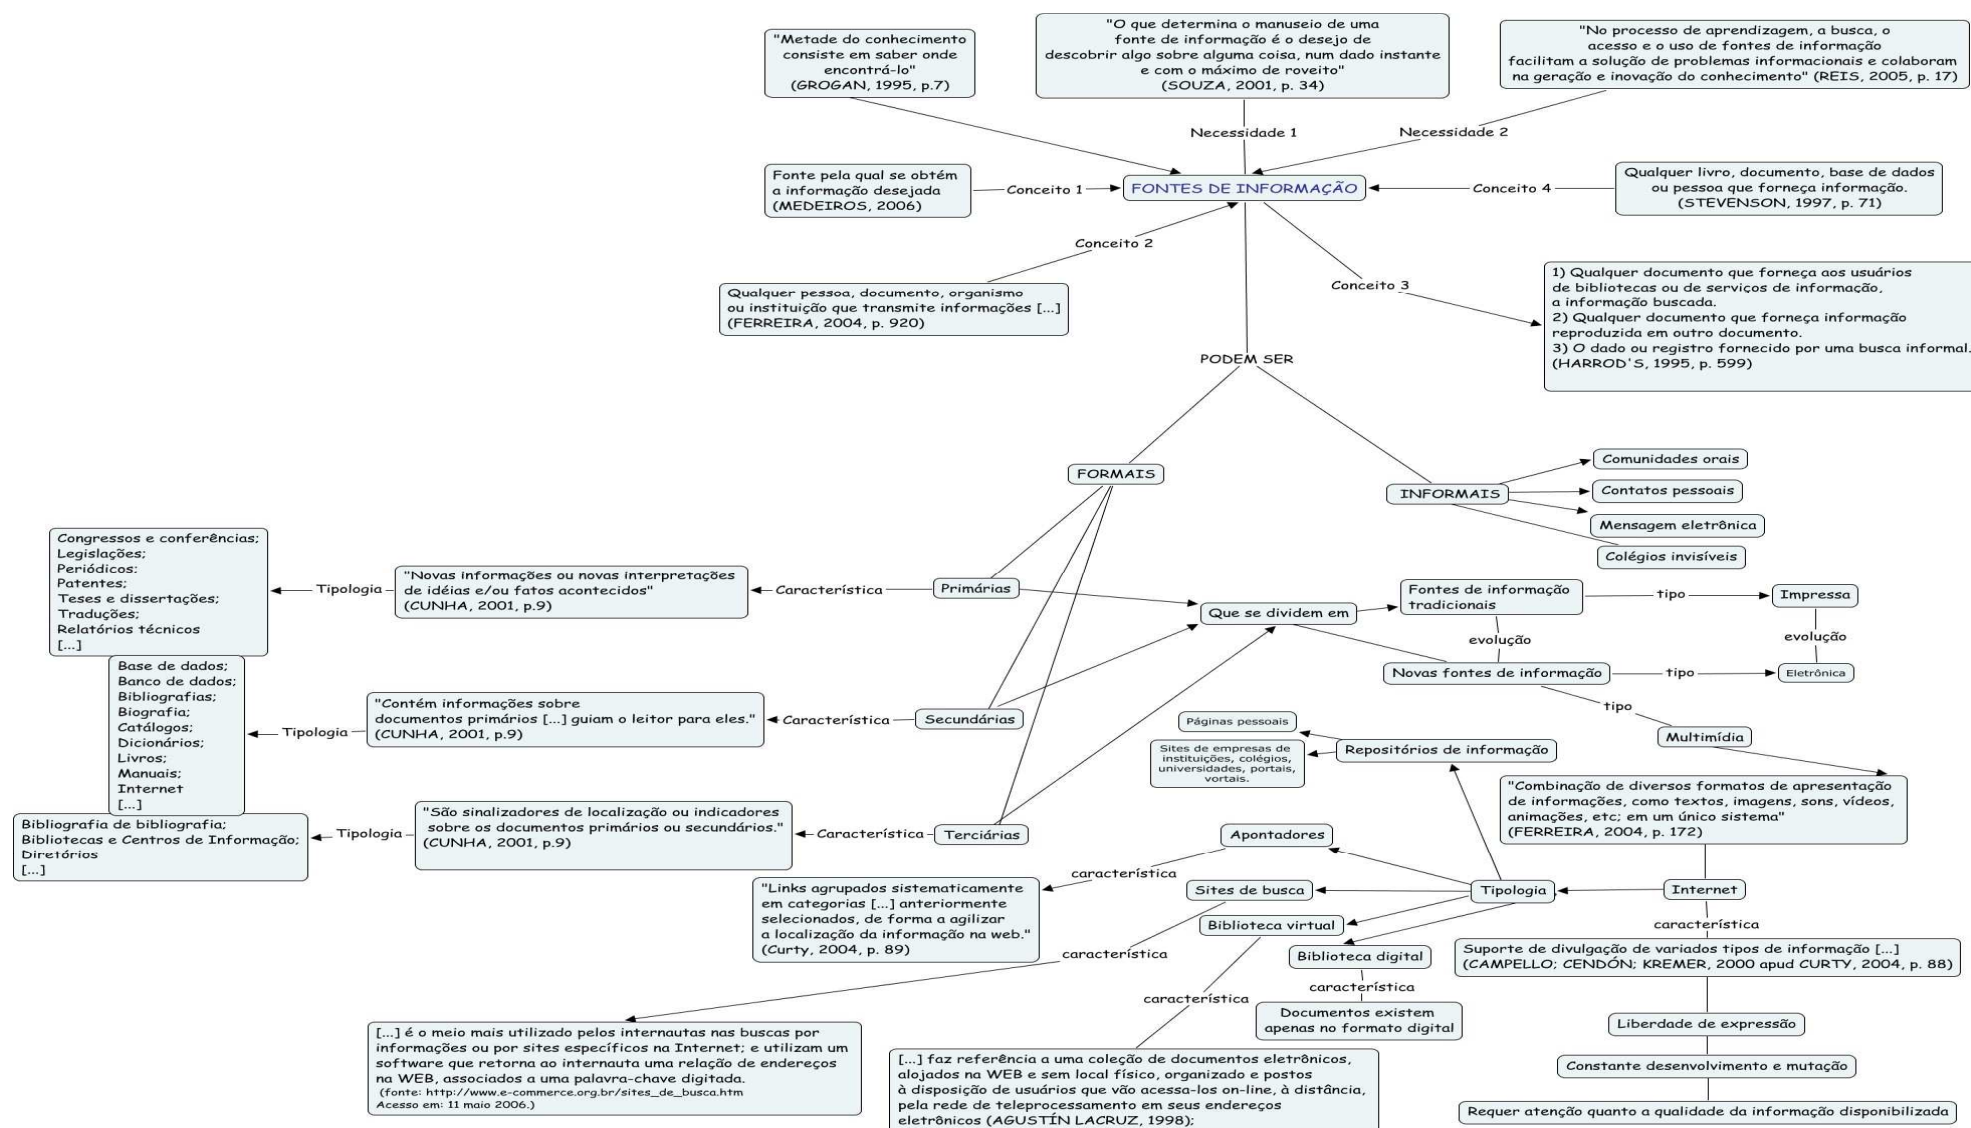 "Metade do conhecimento
consiste em saber onde
encontrá-lo"
(GROGAN, 1995, p.7)
"O que determina o manuseio de uma
fonte de informação é o desejo de
descobrir algo sobre alguma coisa, num dado instante
e com o máximo de roveito"
(SOUZA, 2001, p. 34)
"No processo de aprendizagem, a busca, o
acesso e o uso de fontes de informação
facilitam a solução de problemas informacionais e colaboram
na geração e inovação do conhecimento" (REIS, 2005, p. 17)
Necessidade 1
Necessidade 2
Fonte pela qual se obtém
a informação desejada
(MEDEIROS, 2006)
Conceito 1
FONTES DE INFORMAÇÃO
Conceito 4
Qualquer livro, documento, base de dados
ou pessoa que forneça informação.
(STEVENSON, 1997, p. 71)
Conceito 2
Qualquer pessoa, documento, organismo
ou instituição que transmite informações [...]
(FERREIRA, 2004, p. 920)
Conceito 3
1) Qualquer documento que forneça aos usuários
de bibliotecas ou de serviços de informação,
a informação buscada.
2) Qualquer documento que forneça informação
reproduzida em outro documento.
3) O dado ou registro fornecido por uma busca informal.
(HARROD'S, 1995, p. 599)
PODEM SER
FORMAIS
INFORMAIS
Comunidades orais
Contatos pessoais
Mensagem eletrônica
Colégios invisíveis
Congressos e conferências;
Legislações;
Periódicos:
Patentes;
Teses e dissertações;
Traduções;
Relatórios técnicos
[...]
Tipologia
"Novas informações ou novas interpretações
de idéias e/ou fatos acontecidos"
(CUNHA, 2001, p.9)
Característica
Primárias
Que se dividem em
Fontes de informação
tradicionais
tipo
Impressa
evolução
evolução
Novas fontes de informação
tipo
Eletrônica
tipo
Multimídia
Base de dados;
Banco de dados;
Bibliografias;
Biografia;
Catálogos;
Dicionários;
Livros;
Manuais;
Internet
[...]
Tipologia
"Contém informações sobre
documentos primários [...] guiam o leitor para eles."
(CUNHA, 2001, p.9)
Característica
Secundárias
Páginas pessoais
Sites de empresas de
instituições, colégios,
universidades, portais,
vortais.
Repositórios de informação
"Combinação de diversos formatos de apresentação
de informações, como textos, imagens, sons, vídeos,
animações, etc; em um único sistema"
(FERREIRA, 2004, p. 172)
Bibliografia de bibliografia;
Bibliotecas e Centros de Informação;
Diretórios
[...]
Tipologia
"São sinalizadores de localização ou indicadores
sobre os documentos primários ou secundários."
(CUNHA, 2001, p.9)
Característica
Terciárias
Apontadores
característica
"Links agrupados sistematicamente
em categorias [...] anteriormente
selecionados, de forma a agilizar
a localização da informação na web."
(Curty, 2004, p. 89)
Sites de busca
Tipologia
Internet
Biblioteca virtual
característica
Biblioteca digital
característica
Suporte de divulgação de variados tipos de informação [...]
(CAMPELLO; CENDÓN; KREMER, 2000 apud CURTY, 2004, p. 88)
característica
característica
Documentos existem
apenas no formato digital
Liberdade de expressão
Constante desenvolvimento e mutação
Requer atenção quanto a qualidade da informação disponibilizada
[...] é o meio mais utilizado pelos internautas nas buscas por
informações ou por sites específicos na Internet; e utilizam um
software que retorna ao internauta uma relação de endereços
na WEB, associados a uma palavra-chave digitada.
(fonte: http://www.e-commerce.org.br/sites_de_busca.htm
Acesso em: 11 maio 2006.)
[...] faz referência a uma coleção de documentos eletrônicos,
alojados na WEB e sem local físico, organizado e postos
à disposição de usuários que vão acessa-los on-line, à distância,
pela rede de teleprocessamento em seus endereços
eletrônicos (AGUSTÍN LACRUZ, 1998);